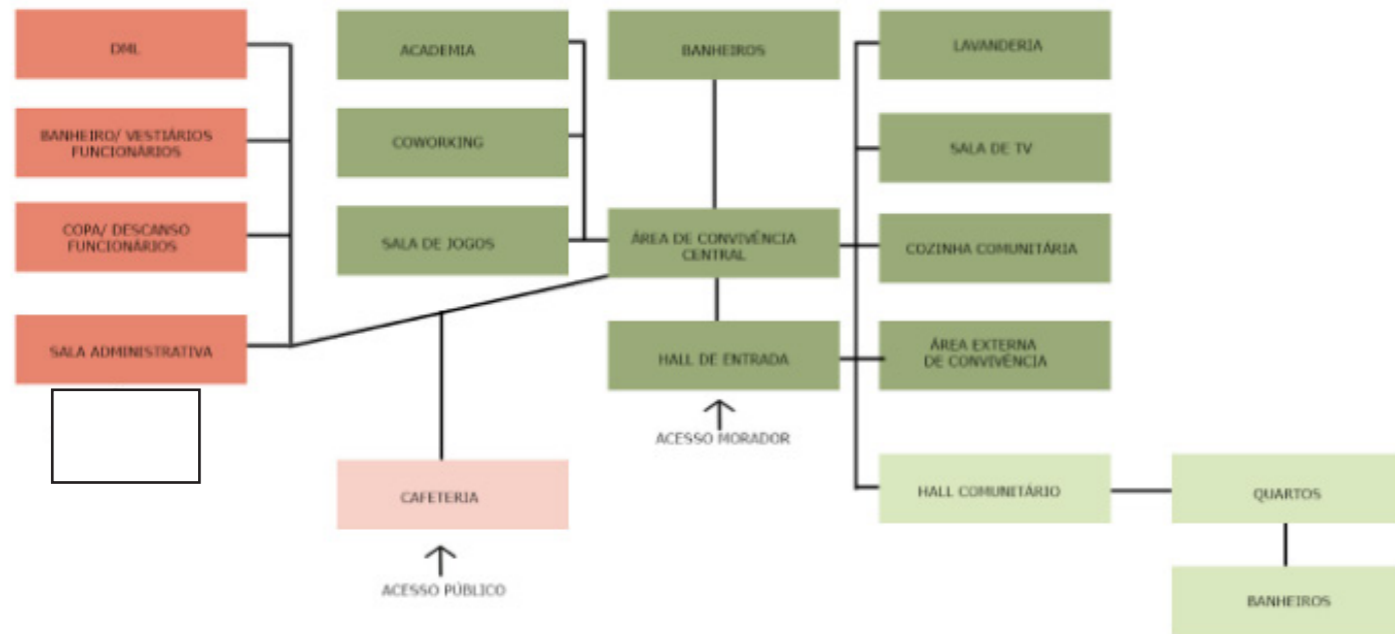 DML
ACADEMIA
BANHEIROS
LAVANDERIA
BANHEIRO/ VESTIÁRIOS
FUNCIONÁRIOS
COWORKING
SALA DE TV
COPA/ DESCANSO
FUNCIONÁRIOS
SALA DE JOGOS
ÁREA DE CONVIVÊNCIA
CENTRAL
COZINHA COMUNITÁRIA
SALA ADMINISTRATIVA
HALL DE ENTRADA
ÁREA EXTERNA
DE CONVIVÊNCIA
ACESSO MORADOR
CAFETERIA
HALL COMUNITÁRIO
QUARTOS
ACESSO PÚBLICO
BANHEIROS